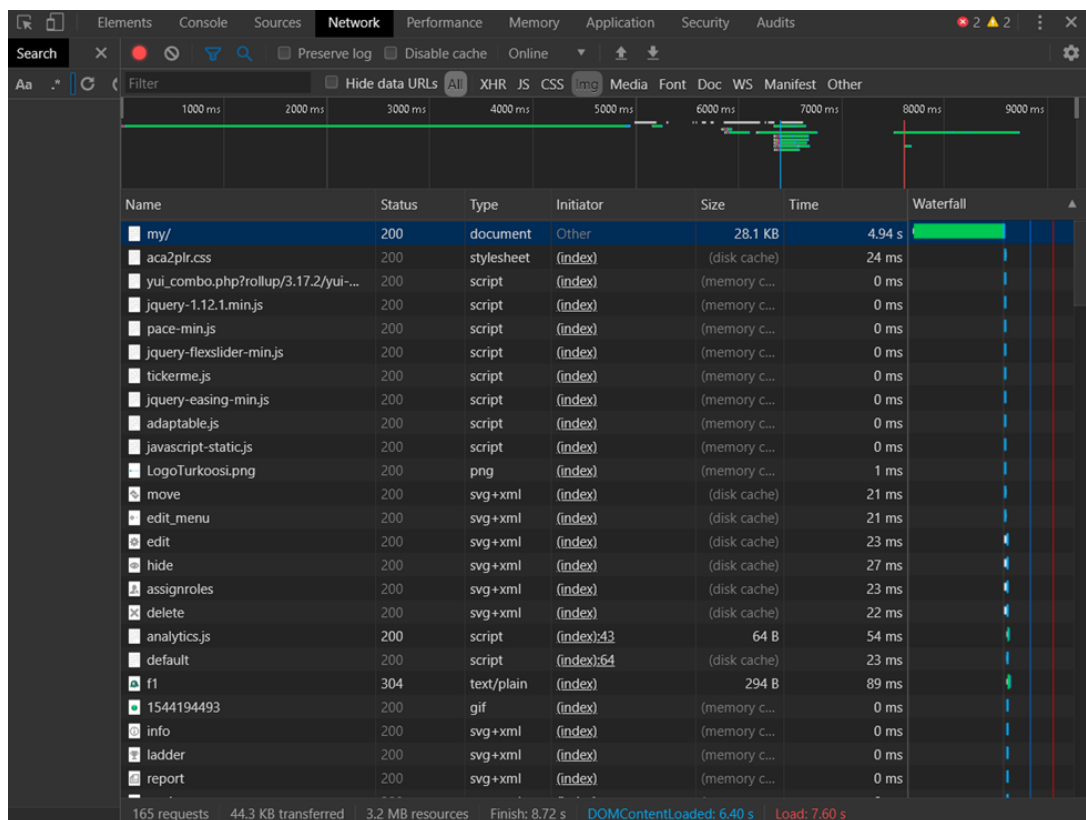 Elements Console Sources Network Performance Memory Application Security Audits 2 2
Search Preserve log Disable cache Online
Aa .* Filter Hide data URLs All XHR JS CSS Img Media Font Doc WS Manifest Other
1000 ms 2000 ms 3000 ms 4000 ms 5000 ms 6000 ms 7000 ms 8000 ms 9000 ms
Name Status Type Initiator Size Time Waterfall
my/ 200 document Other 28.1 KB 4.94 s
aca2plr.css 200 stylesheet (index) (disk cache) 24 ms
yui_combo.php?rollup/3.17.2/yui-... 200 script (index) (memory c... 0 ms
jquery-1.12.1.min.js 200 script (index) (memory c... 0 ms
pace-min.js 200 script (index) (memory c... 0 ms
jquery-flexslider-min.js 200 script (index) (memory c... 0 ms
tickerme.js 200 script (index) (memory c... 0 ms
jquery-easing-min.js 200 script (index) (memory c... 0 ms
adaptable.js 200 script (index) (memory c... 0 ms
javascript-static.js 200 script (index) (memory c... 0 ms
LogoTurkoosi.png 200 png (index) (memory c... 1 ms
move 200 svg+xml (index) (disk cache) 21 ms
edit_menu 200 svg+xml (index) (disk cache) 21 ms
edit 200 svg+xml (index) (disk cache) 23 ms
hide 200 svg+xml (index) (disk cache) 27 ms
assignroles 200 svg+xml (index) (disk cache) 23 ms
delete 200 svg+xml (index) (disk cache) 22 ms
analytics.js 200 script (index):43 64 B 54 ms
default 200 script (index):64 (disk cache) 23 ms
f1 304 text/plain (index) 294 B 89 ms
1544194493 200 gif (index) (memory c... 0 ms
info 200 svg+xml (index) (memory c... 0 ms
ladder 200 svg+xml (index) (memory c... 0 ms
report 200 svg+xml (index) (memory c... 0 ms
165 requests 44.3 KB transferred 3.2 MB resources Finish: 8.72 s DOMContentLoaded: 6.40 s Load: 7.60 s